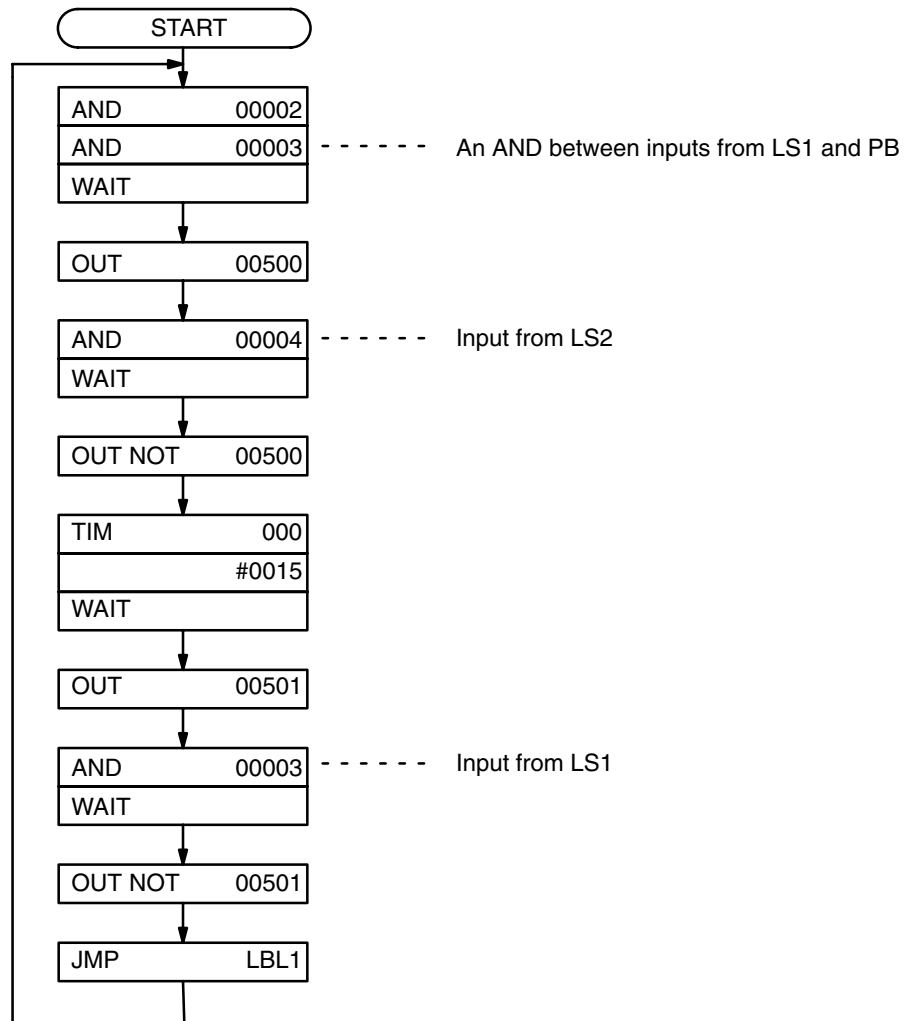 START
AND 00002
AND 00003 - - - - - - An AND between inputs from LS1 and PB
WAIT
OUT 00500
AND 00004 - - - - - - Input from LS2
WAIT
OUT NOT 00500
TIM 000
#0015
WAIT
OUT 00501
AND 00003 - - - - - - Input from LS1
WAIT
OUT NOT 00501
JMP LBL1